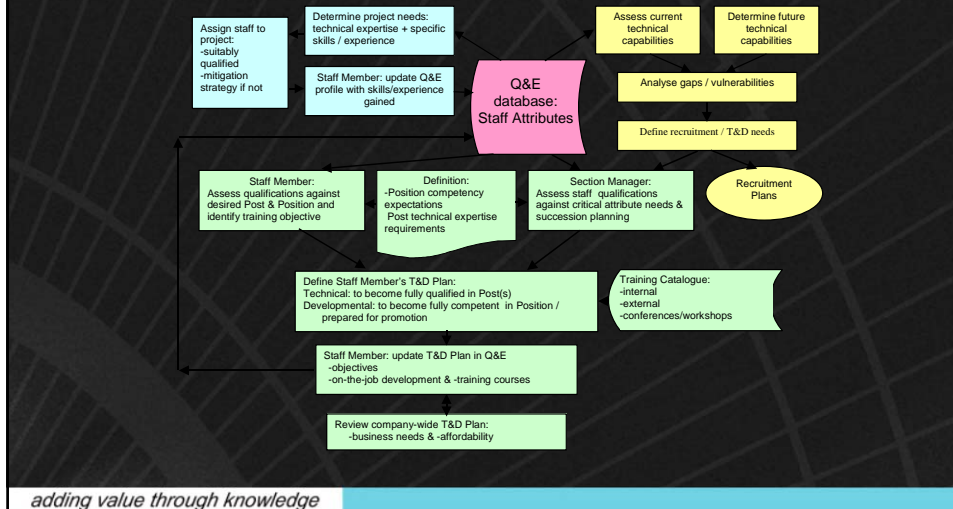 Assign staff to
project:
-suitably
qualified
-mitigation
strategy if not
Determine project needs:
technical expertise + specific
skills / experience
Staff Member: update Q&E
profile with skills/experience
gained
Q&E
database:
Staff Attributes
Assess current
technical
capabilities
Determine future
technical
capabilities
Analyse gaps / vulnerabilities
Define recruitment / T&D needs
Recruitment
Plans
Staff Member:
Assess qualifications against
desired Post & Position and
identify training objective
Definition:
-Position competency
expectations
Post technical expertise
requirements
Section Manager:
Assess staff qualifications
against critical attribute needs &
succession planning
Define Staff Member's T&D Plan:
Technical: to become fully qualified in Post(s)
Developmental: to become fully competent in Position /
prepared for promotion
Training Catalogue:
-internal
-external
-conferences/workshops
Staff Member: update T&D Plan in Q&E
-objectives
-on-the-job development & -training courses
Review company-wide T&D Plan:
-business needs & -affordability
adding value through knowledge